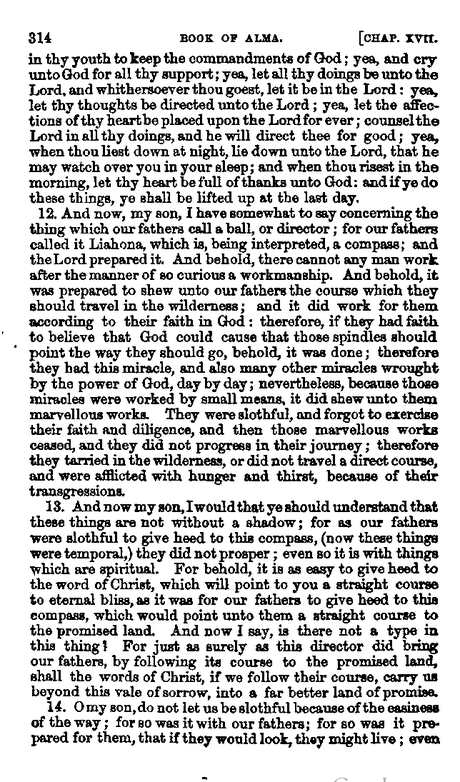 314 BOOK OF ALMA. [CHAP. XVII.
in thy youth to keep the commandments of God; yea, and cry
unto God for all thy support; yea, let all thy doings be unto the
Lord, and whithersoever thou goest, let it be in the Lord: yea,
let thy thoughts be directed unto the Lord; yea, let the affec-
tions of thy heart be placed upon the Lord for ever; counsel the
Lord in all thy doings, and he will direct thee for good; yea,
when thou liest down at night, lie down unto the Lord, that he
may watch over you in your sleep; and when thou risest in the
morning, let thy heart be full of thanks unto God: and if ye do
these things, ye shall be lifted up at the last day.
12. And now, my son, I have somewhat to say concerning the
thing which our fathers call a ball, or director; for our fathers
called it Liahona, which is, being interpreted, a compass; and
the Lord prepared it. And behold, there cannot any man work
after the manner of so curious a workmanship. And behold, it
was prepared to shew unto our fathers the course which they
should travel in the wilderness; and it did work for them
according to their faith in God: therefore, if they had faith
to believe that God could cause that those spindles should
point the way they should go, behold, it was done; therefore
they had this miracle, and also many other miracles wrought
by the power of God, day by day; nevertheless, because those
miracles were worked by small means, it did shew unto them
marvellous works. They were slothful, and forgot to exercise
their faith and diligence, and then those marvellous works
ceased, and they did not progress in their journey; therefore
they tarried in the wilderness, or did not travel a direct course,
and were afflicted with hunger and thirst, because of their
transgressions.
13. And now my son, I would that ye should understand that
these things are not without a shadow; for as our fathers
were slothful to give heed to this compass, (now these things
were temporal,) they did not prosper; even so it is with things
which are spiritual. For behold, it is as easy to give heed to
the word of Christ, which will point to you a straight course
to eternal bliss, as it was for our fathers to give heed to this
compass, which would point unto them a straight course to
the promised land. And now I say, is there not a type in
this thing? For just as surely as this director did bring
our fathers, by following its course to the promised land,
shall the words of Christ, if we follow their course, carry us
beyond this vale of sorrow, into a far better land of promise.
14. O my son, do not let us be slothful because of the easiness
of the way; for so was it with our fathers; for so was it pre-
pared for them, that if they would look, they might live; even